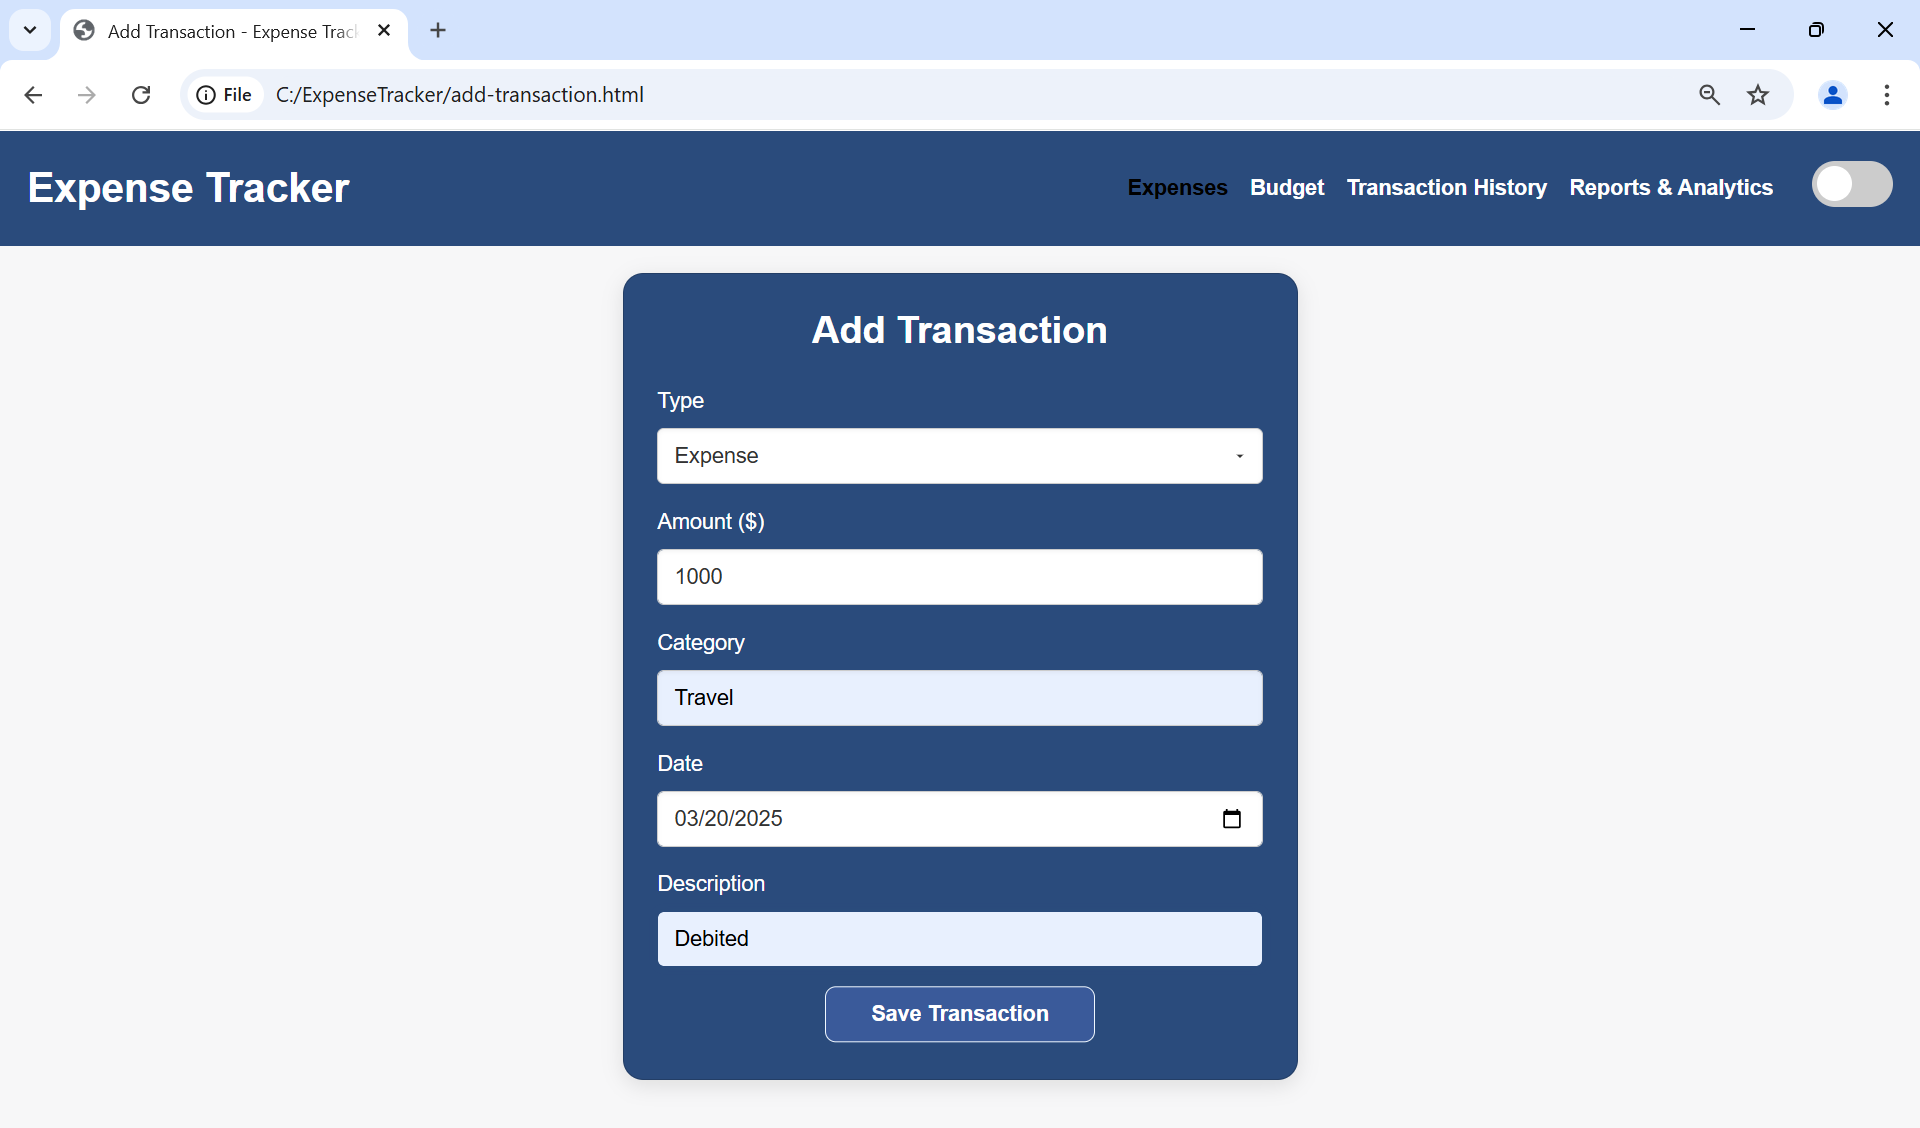 Add Transaction - Expense Trac
File C:/ExpenseTracker/add-transaction.html
Expense Tracker
Expenses Budget Transaction History Reports & Analytics
Add Transaction
Type
Expense
Amount ($)
1000
Category
Travel
Date
03/20/2025
Description
Debited
Save Transaction